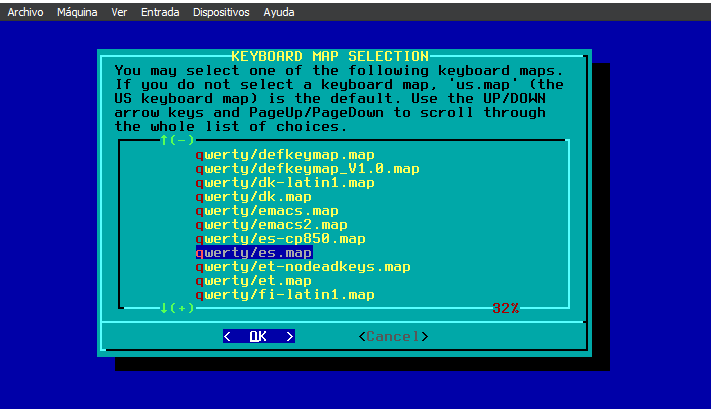 Archivo Máquina Ver Entrada Dispositivos Ayuda
KEYBOARD MAP SELECTION
You may select one of the following keyboard maps.
If you do not select a keyboard map, 'us.map' (the
US keyboard map) is the default. Use the UP/DOWN
arrow keys and PageUp/PageDown to scroll through
the whole list of choices.
↑(-)
qwerty/defkeymap.map
qwerty/defkeymap_V1.0.map
qwerty/dk-latin1.map
qwerty/dk.map
qwerty/emacs.map
qwerty/emacs2.map
qwerty/es-cp850.map
qwerty/es.map
qwerty/et-nodeadkeys.map
qwerty/et.map
qwerty/fi-latin1.map
↓(+) 32%
< OK > <Cancel>